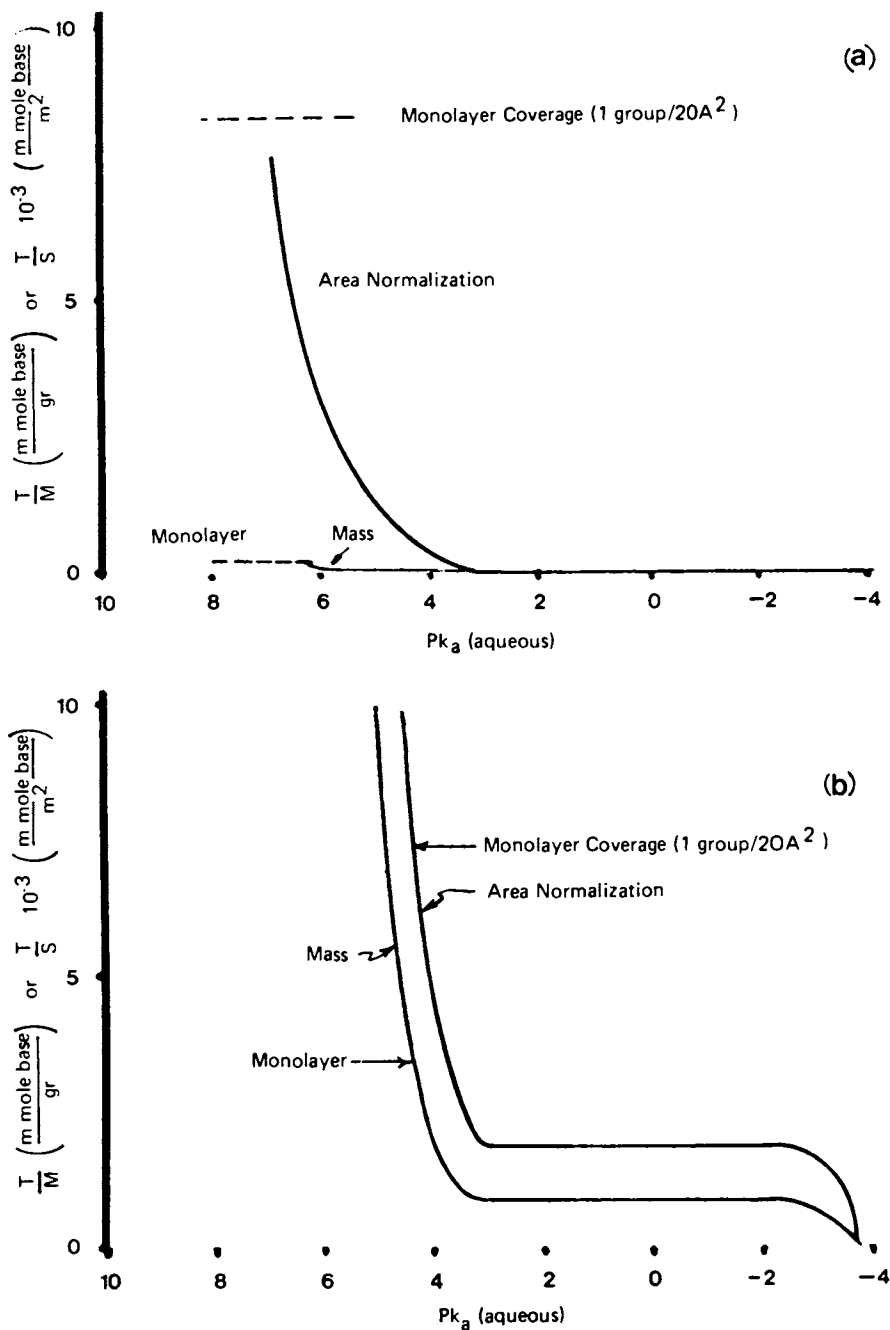 (a)
10
5
0
T/M (m mole base/gr) or T/S 10⁻³ (m mole base/m²)
Monolayer Coverage (1 group/20A²)
Area Normalization
Monolayer
Mass
10 8 6 4 2 0 −2 −4
Pkₐ (aqueous)
(b)
10
5
0
T/M (m mole base/gr) or T/S 10⁻³ (m mole base/m²)
Monolayer Coverage (1 group/20A²)
Area Normalization
Mass
Monolayer
10 8 6 4 2 0 −2 −4
Pkₐ (aqueous)